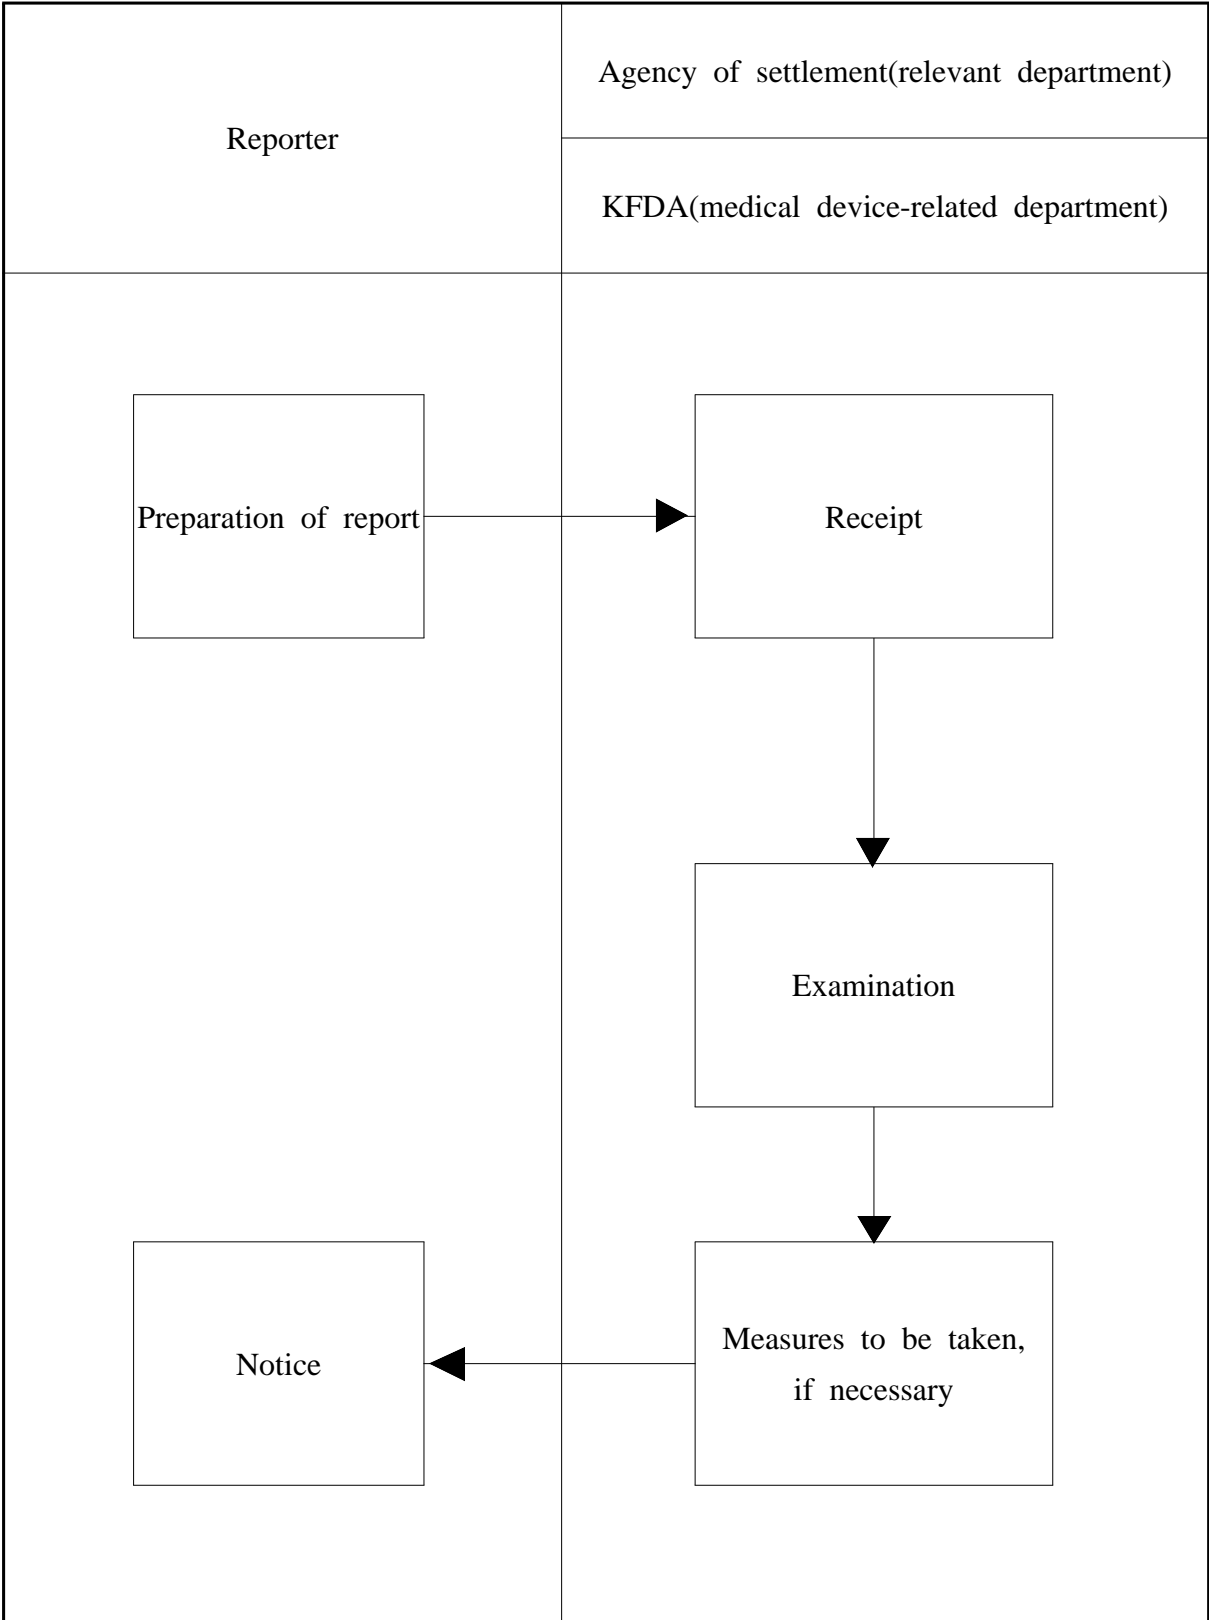 Reporter
Agency of settlement(relevant department)
KFDA(medical device-related department)
Preparation of report
Receipt
Examination
Measures to be taken,
if necessary
Notice